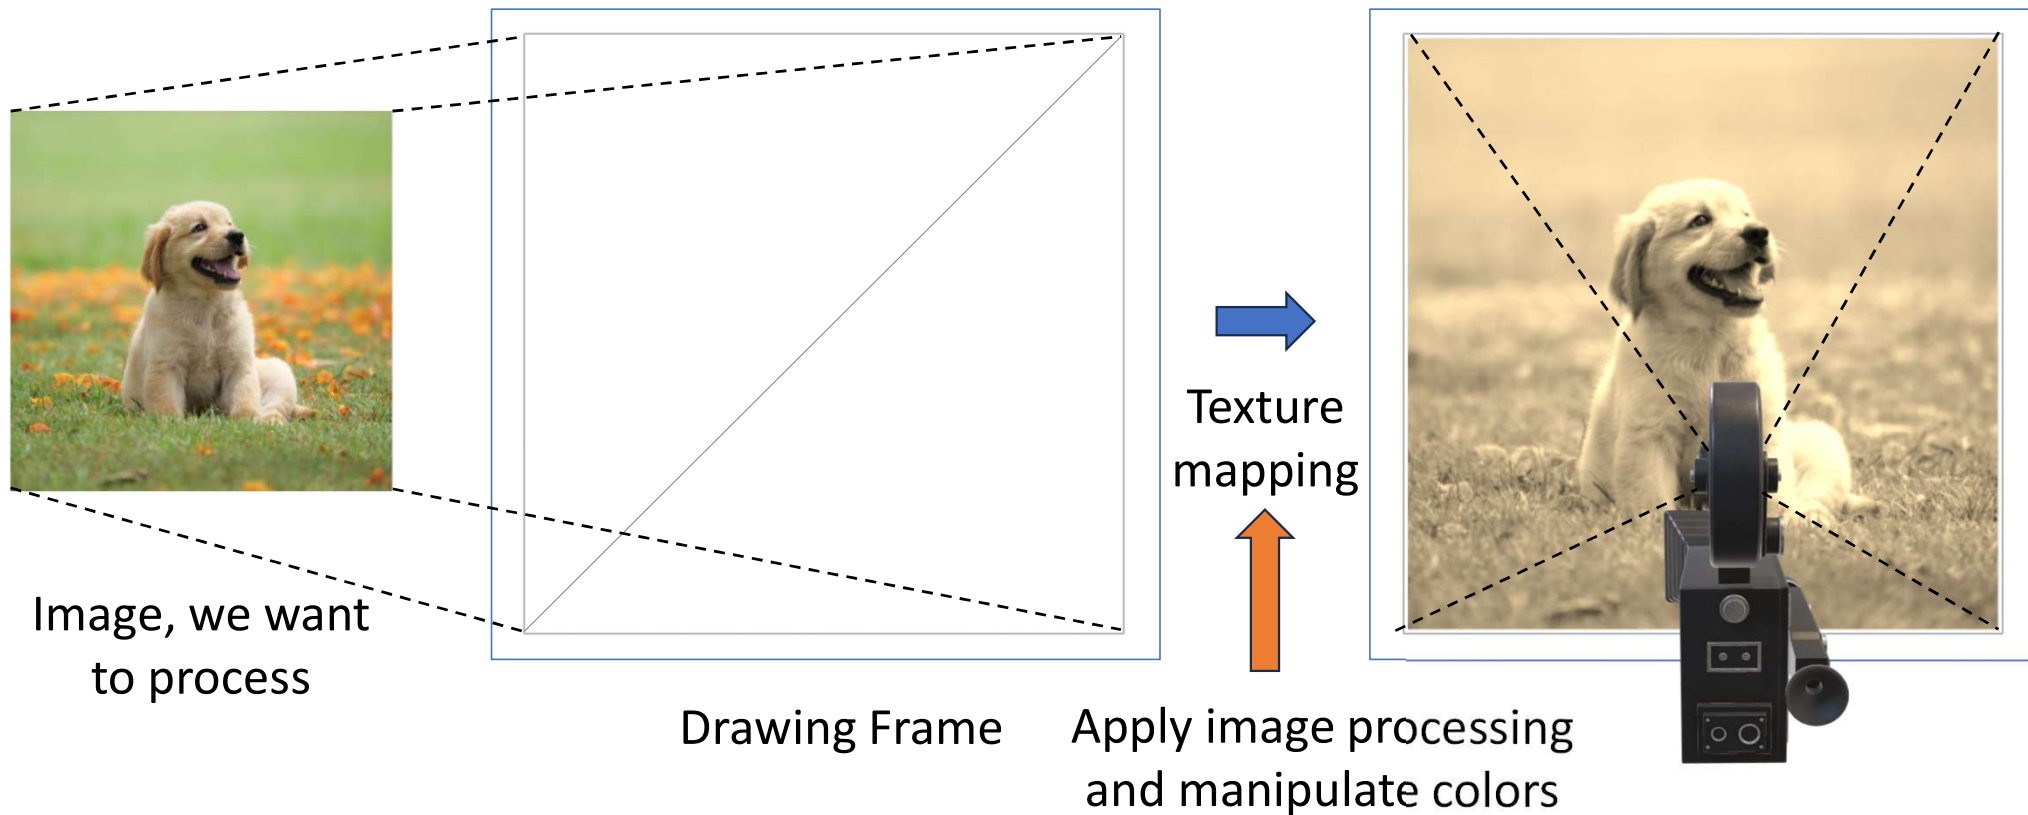 Image, we want
to process
Drawing Frame
Texture
mapping
Apply image processing
and manipulate colors